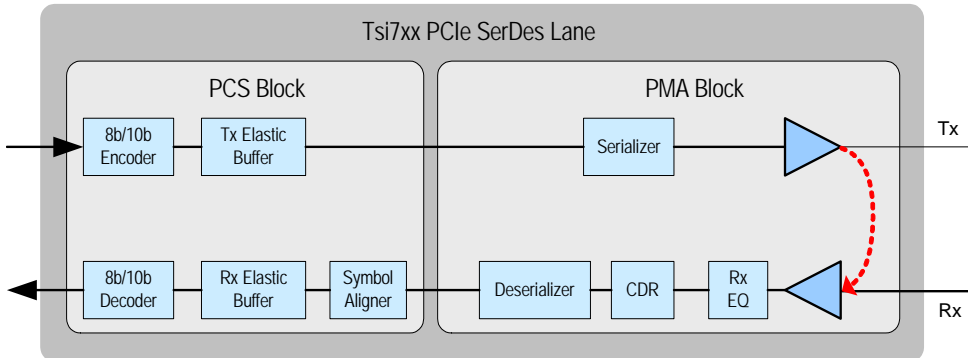 Tsi7xx PCIe SerDes Lane
PCS Block
PMA Block
8b/10b
Encoder
Tx Elastic
Buffer
Serializer
Tx
8b/10b
Decoder
Rx Elastic
Buffer
Symbol
Aligner
Deserializer
CDR
Rx
EQ
Rx